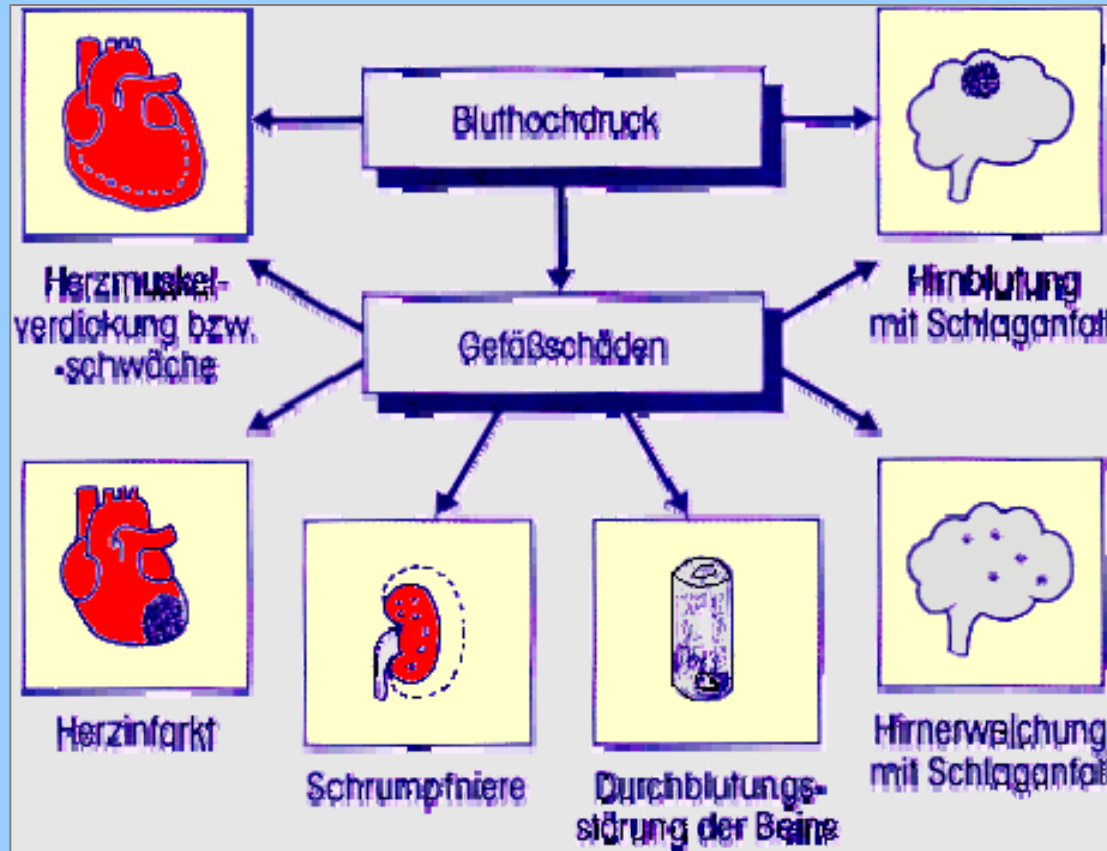 Bluthochdruck
Herzmuskel-
verdickung bzw.
-schwäche
Hirnblutung
mit Schlaganfall
Gefäßschäden
Herzinfarkt
Schrumpfniere
Durchblutungs-
störung der Beine
Hirnerweichung
mit Schlaganfall